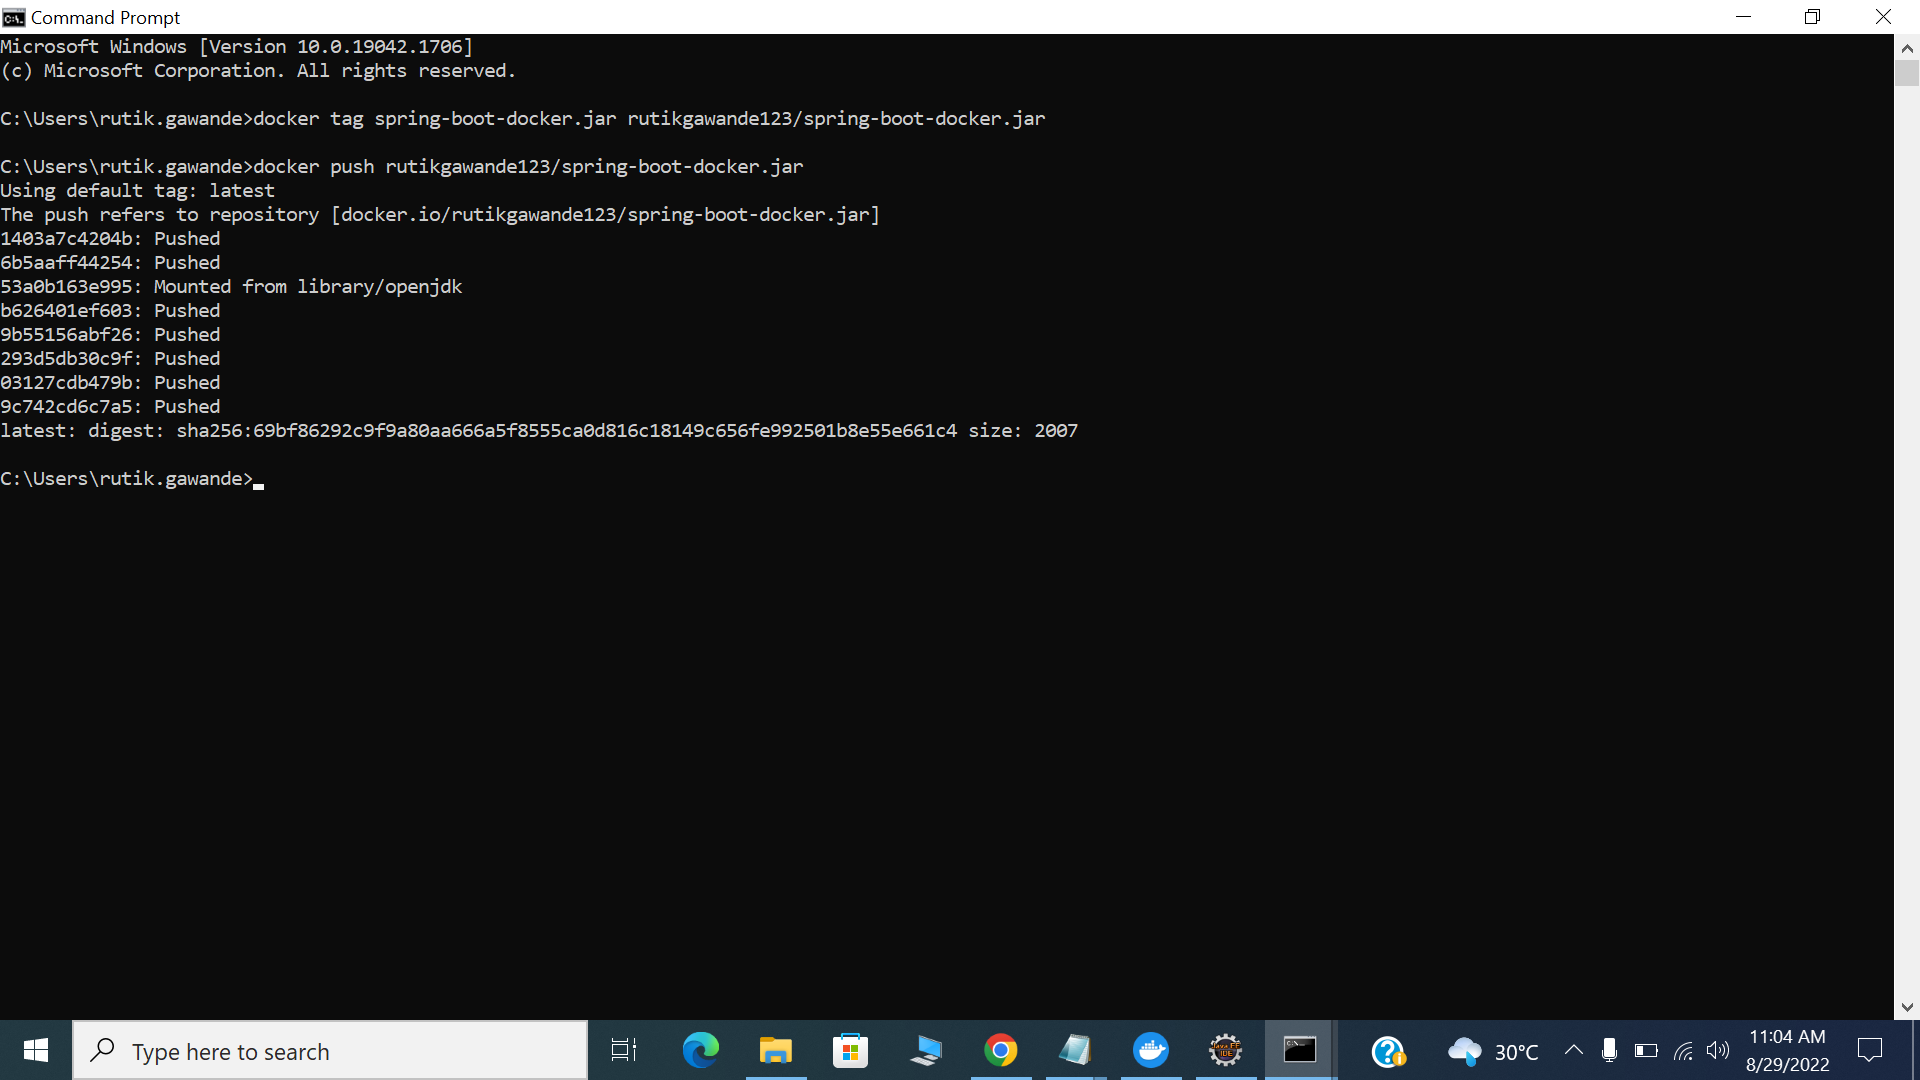 Command Prompt
Microsoft Windows [Version 10.0.19042.1706]
(c) Microsoft Corporation. All rights reserved.
C:\Users\rutik.gawande>docker tag spring-boot-docker.jar rutikgawande123/spring-boot-docker.jar
C:\Users\rutik.gawande>docker push rutikgawande123/spring-boot-docker.jar
Using default tag: latest
The push refers to repository [docker.io/rutikgawande123/spring-boot-docker.jar]
1403a7c4204b: Pushed
6b5aaff44254: Pushed
53a0b163e995: Mounted from library/openjdk
b626401ef603: Pushed
9b55156abf26: Pushed
293d5db30c9f: Pushed
03127cdb479b: Pushed
9c742cd6c7a5: Pushed
latest: digest: sha256:69bf86292c9f9a80aa666a5f8555ca0d816c18149c656fe992501b8e55e661c4 size: 2007
C:\Users\rutik.gawande>
Type here to search
Java EE
IDE
30°C
11:04 AM
8/29/2022